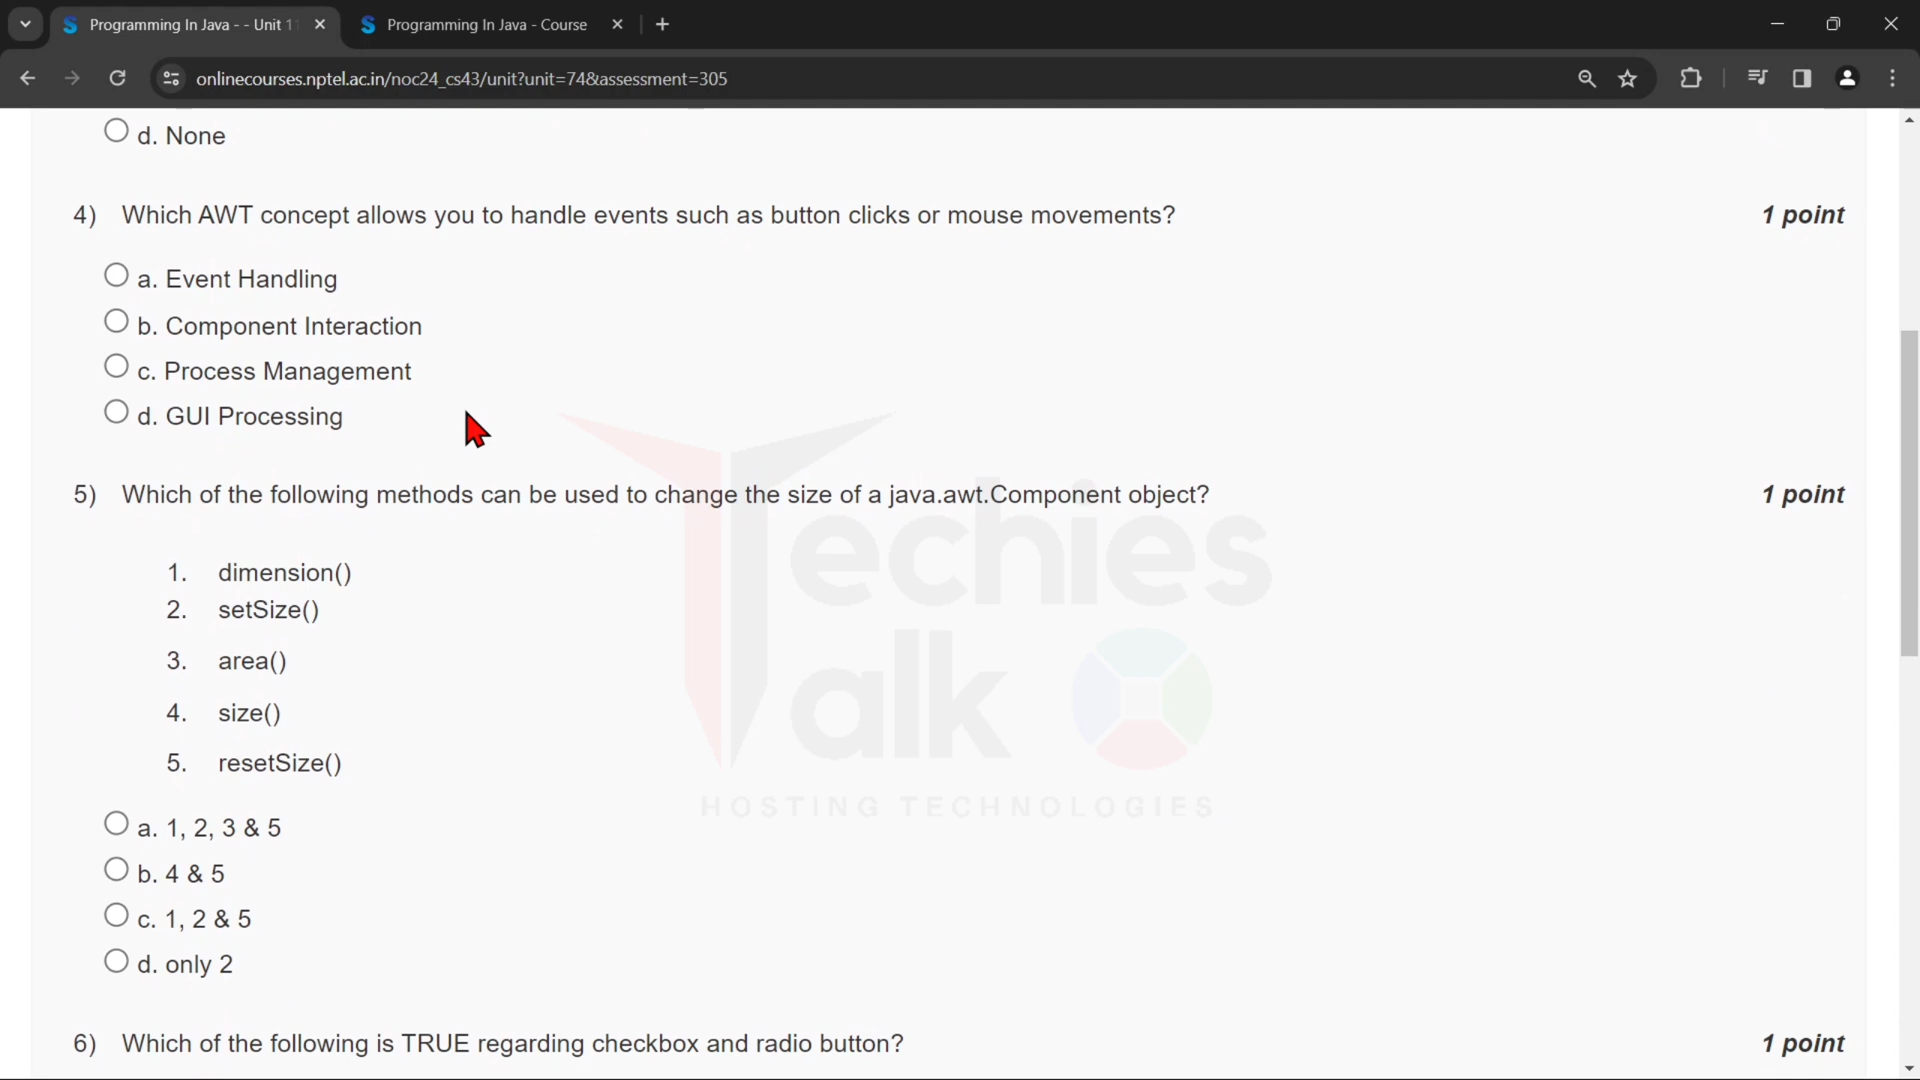 Programming In Java - - Unit 11
Programming In Java - Course
onlinecourses.nptel.ac.in/noc24_cs43/unit?unit=74&assessment=305
d. None
4) Which AWT concept allows you to handle events such as button clicks or mouse movements? 1 point
a. Event Handling
b. Component Interaction
c. Process Management
d. GUI Processing
5) Which of the following methods can be used to change the size of a java.awt.Component object? 1 point
1. dimension()
2. setSize()
3. area()
4. size()
5. resetSize()
a. 1, 2, 3 & 5
b. 4 & 5
c. 1, 2 & 5
d. only 2
6) Which of the following is TRUE regarding checkbox and radio button? 1 point
Techies
Talk
HOSTING TECHNOLOGIES